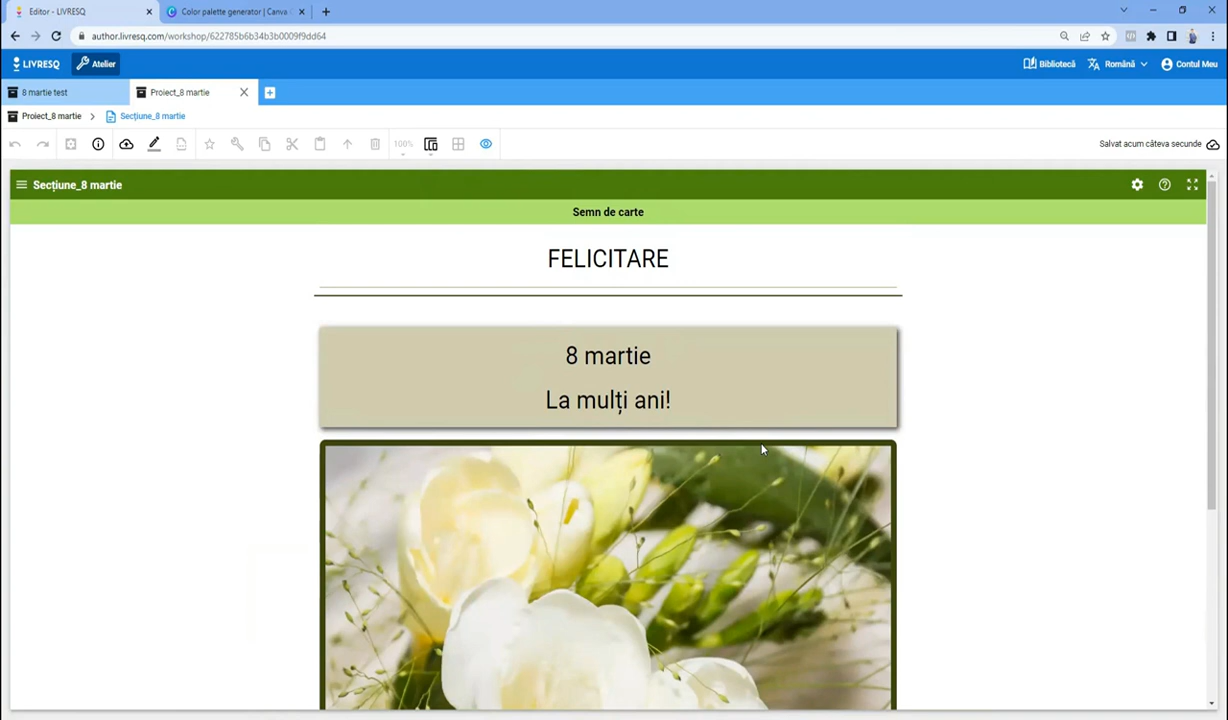 Editor - LIVRESQ
Color palette generator | Canva
author.livresq.com/workshop/622785b6b34b3b0009f9dd64
LIVRESQ Atelier Bibliotecă Română Contul Meu
8 martie test Proiect_8 martie
Proiect_8 martie Secțiune_8 martie
100% Salvat acum câteva secunde
Secțiune_8 martie
Semn de carte
FELICITARE
8 martie
La mulți ani!